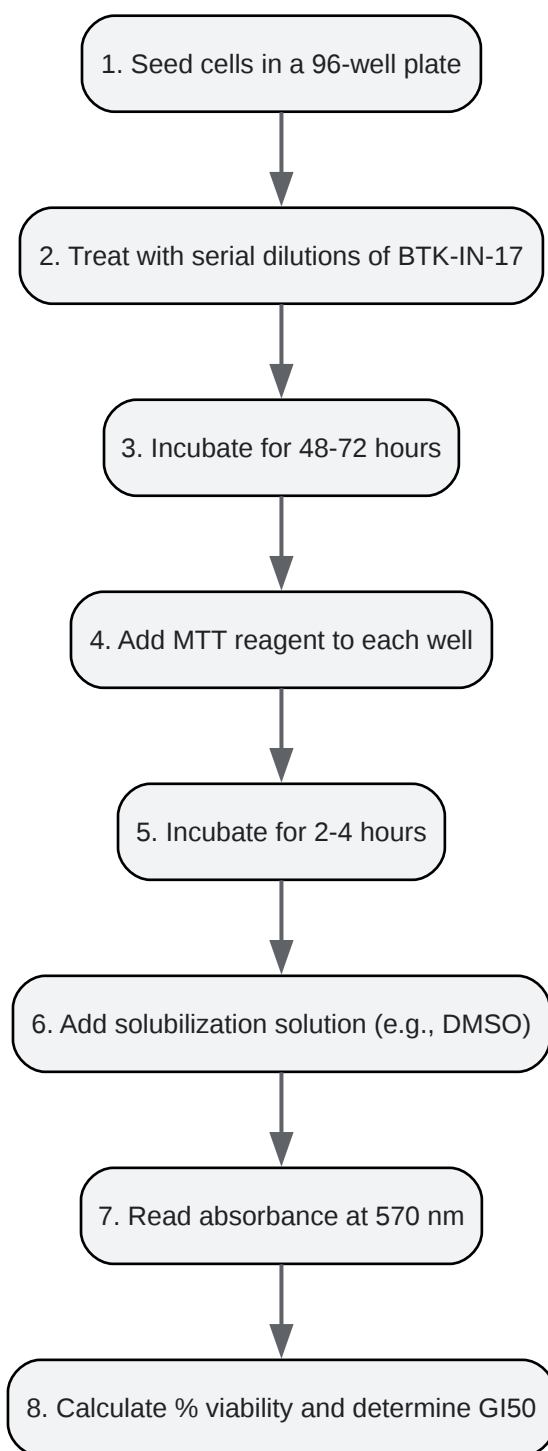 1. Seed cells in a 96-well plate
2. Treat with serial dilutions of BTK-IN-17
3. Incubate for 48-72 hours
4. Add MTT reagent to each well
5. Incubate for 2-4 hours
6. Add solubilization solution (e.g., DMSO)
7. Read absorbance at 570 nm
8. Calculate % viability and determine GI50